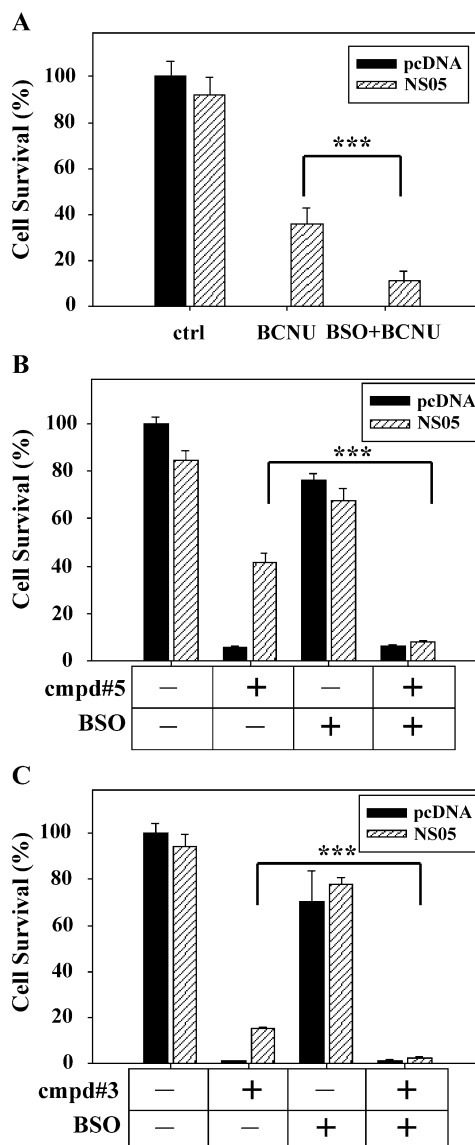 A
pcDNA
NS05
***
Cell Survival (%)
100
80
60
40
20
0
ctrl BCNU BSO+BCNU
B
pcDNA
NS05
***
Cell Survival (%)
100
80
60
40
20
0
cmpd#5 — + — +
BSO — — + +
C
pcDNA
NS05
***
Cell Survival (%)
100
80
60
40
20
0
cmpd#3 — + — +
BSO — — + +